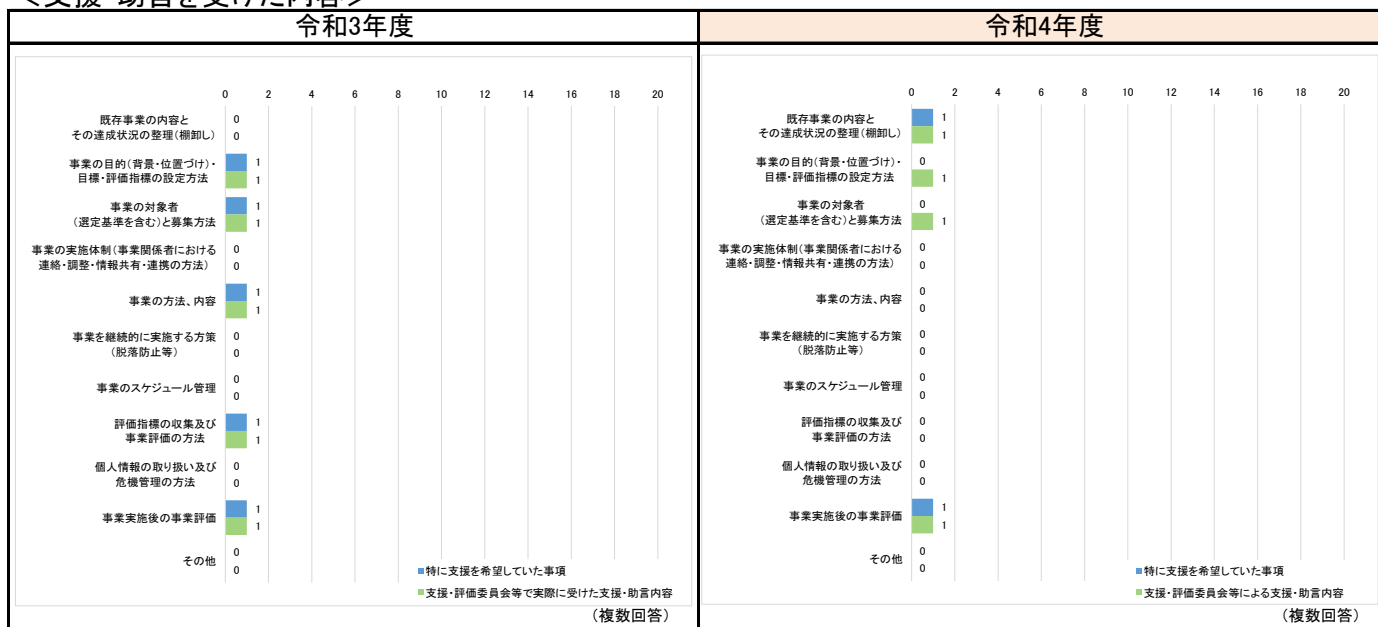 ＜支援・助言を受けた内容＞
令和3年度
0 2 4 6 8 10 12 14 16 18 20
既存事業の内容と
その達成状況の整理（棚卸し）
0
0
事業の目的（背景・位置づけ）・
目標・評価指標の設定方法
1
1
事業の対象者
（選定基準を含む）と募集方法
1
1
事業の実施体制（事業関係者における
連絡・調整・情報共有・連携の方法）
0
0
事業の方法、内容
1
1
事業を継続的に実施する方策
（脱落防止等）
0
0
事業のスケジュール管理
0
0
評価指標の収集及び
事業評価の方法
1
1
個人情報の取り扱い及び
危機管理の方法
0
0
事業実施後の事業評価
1
1
その他
0
0
■特に支援を希望していた事項
■支援・評価委員会等で実際に受けた支援・助言内容
（複数回答）
令和4年度
0 2 4 6 8 10 12 14 16 18 20
既存事業の内容と
その達成状況の整理（棚卸し）
1
1
事業の目的（背景・位置づけ）・
目標・評価指標の設定方法
0
1
事業の対象者
（選定基準を含む）と募集方法
0
1
事業の実施体制（事業関係者における
連絡・調整・情報共有・連携の方法）
0
0
事業の方法、内容
0
0
事業を継続的に実施する方策
（脱落防止等）
0
0
事業のスケジュール管理
0
0
評価指標の収集及び
事業評価の方法
0
0
個人情報の取り扱い及び
危機管理の方法
0
0
事業実施後の事業評価
1
1
その他
0
0
■特に支援を希望していた事項
■支援・評価委員会等による支援・助言内容
（複数回答）